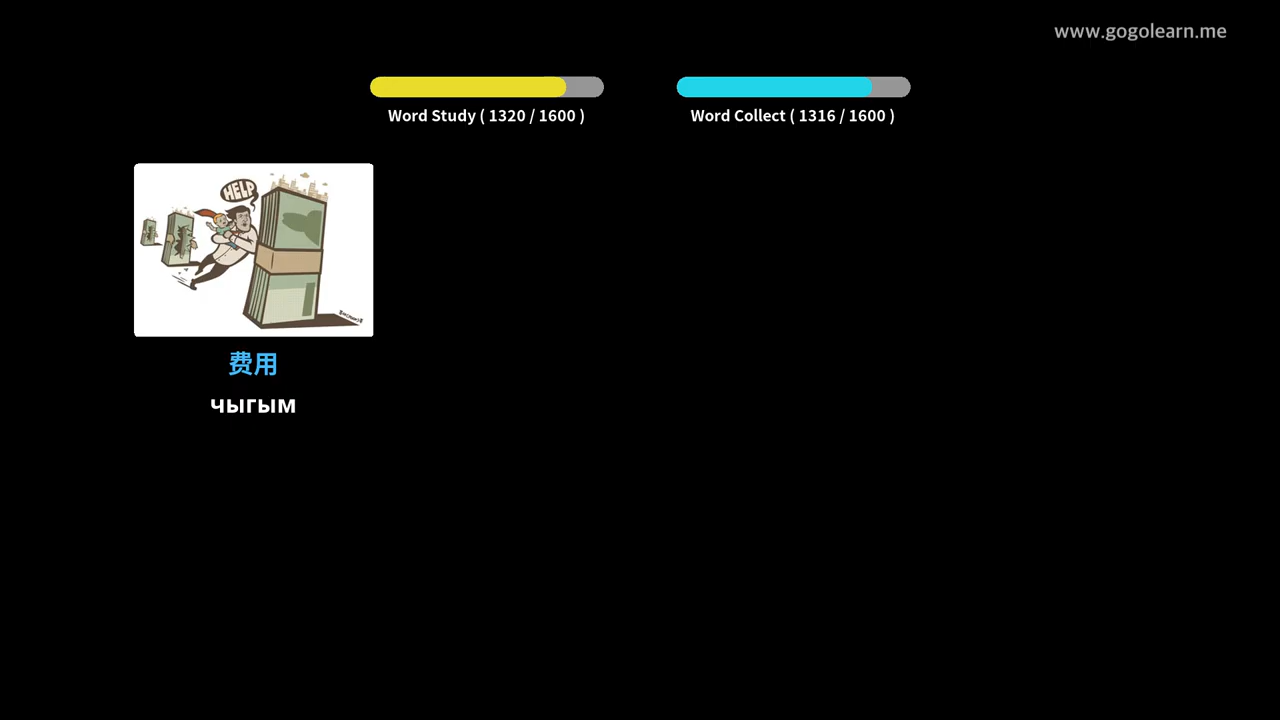 www.gogolearn.me
Word Study ( 1320 / 1600 )
Word Collect ( 1316 / 1600 )
HELP
费用
чыгым